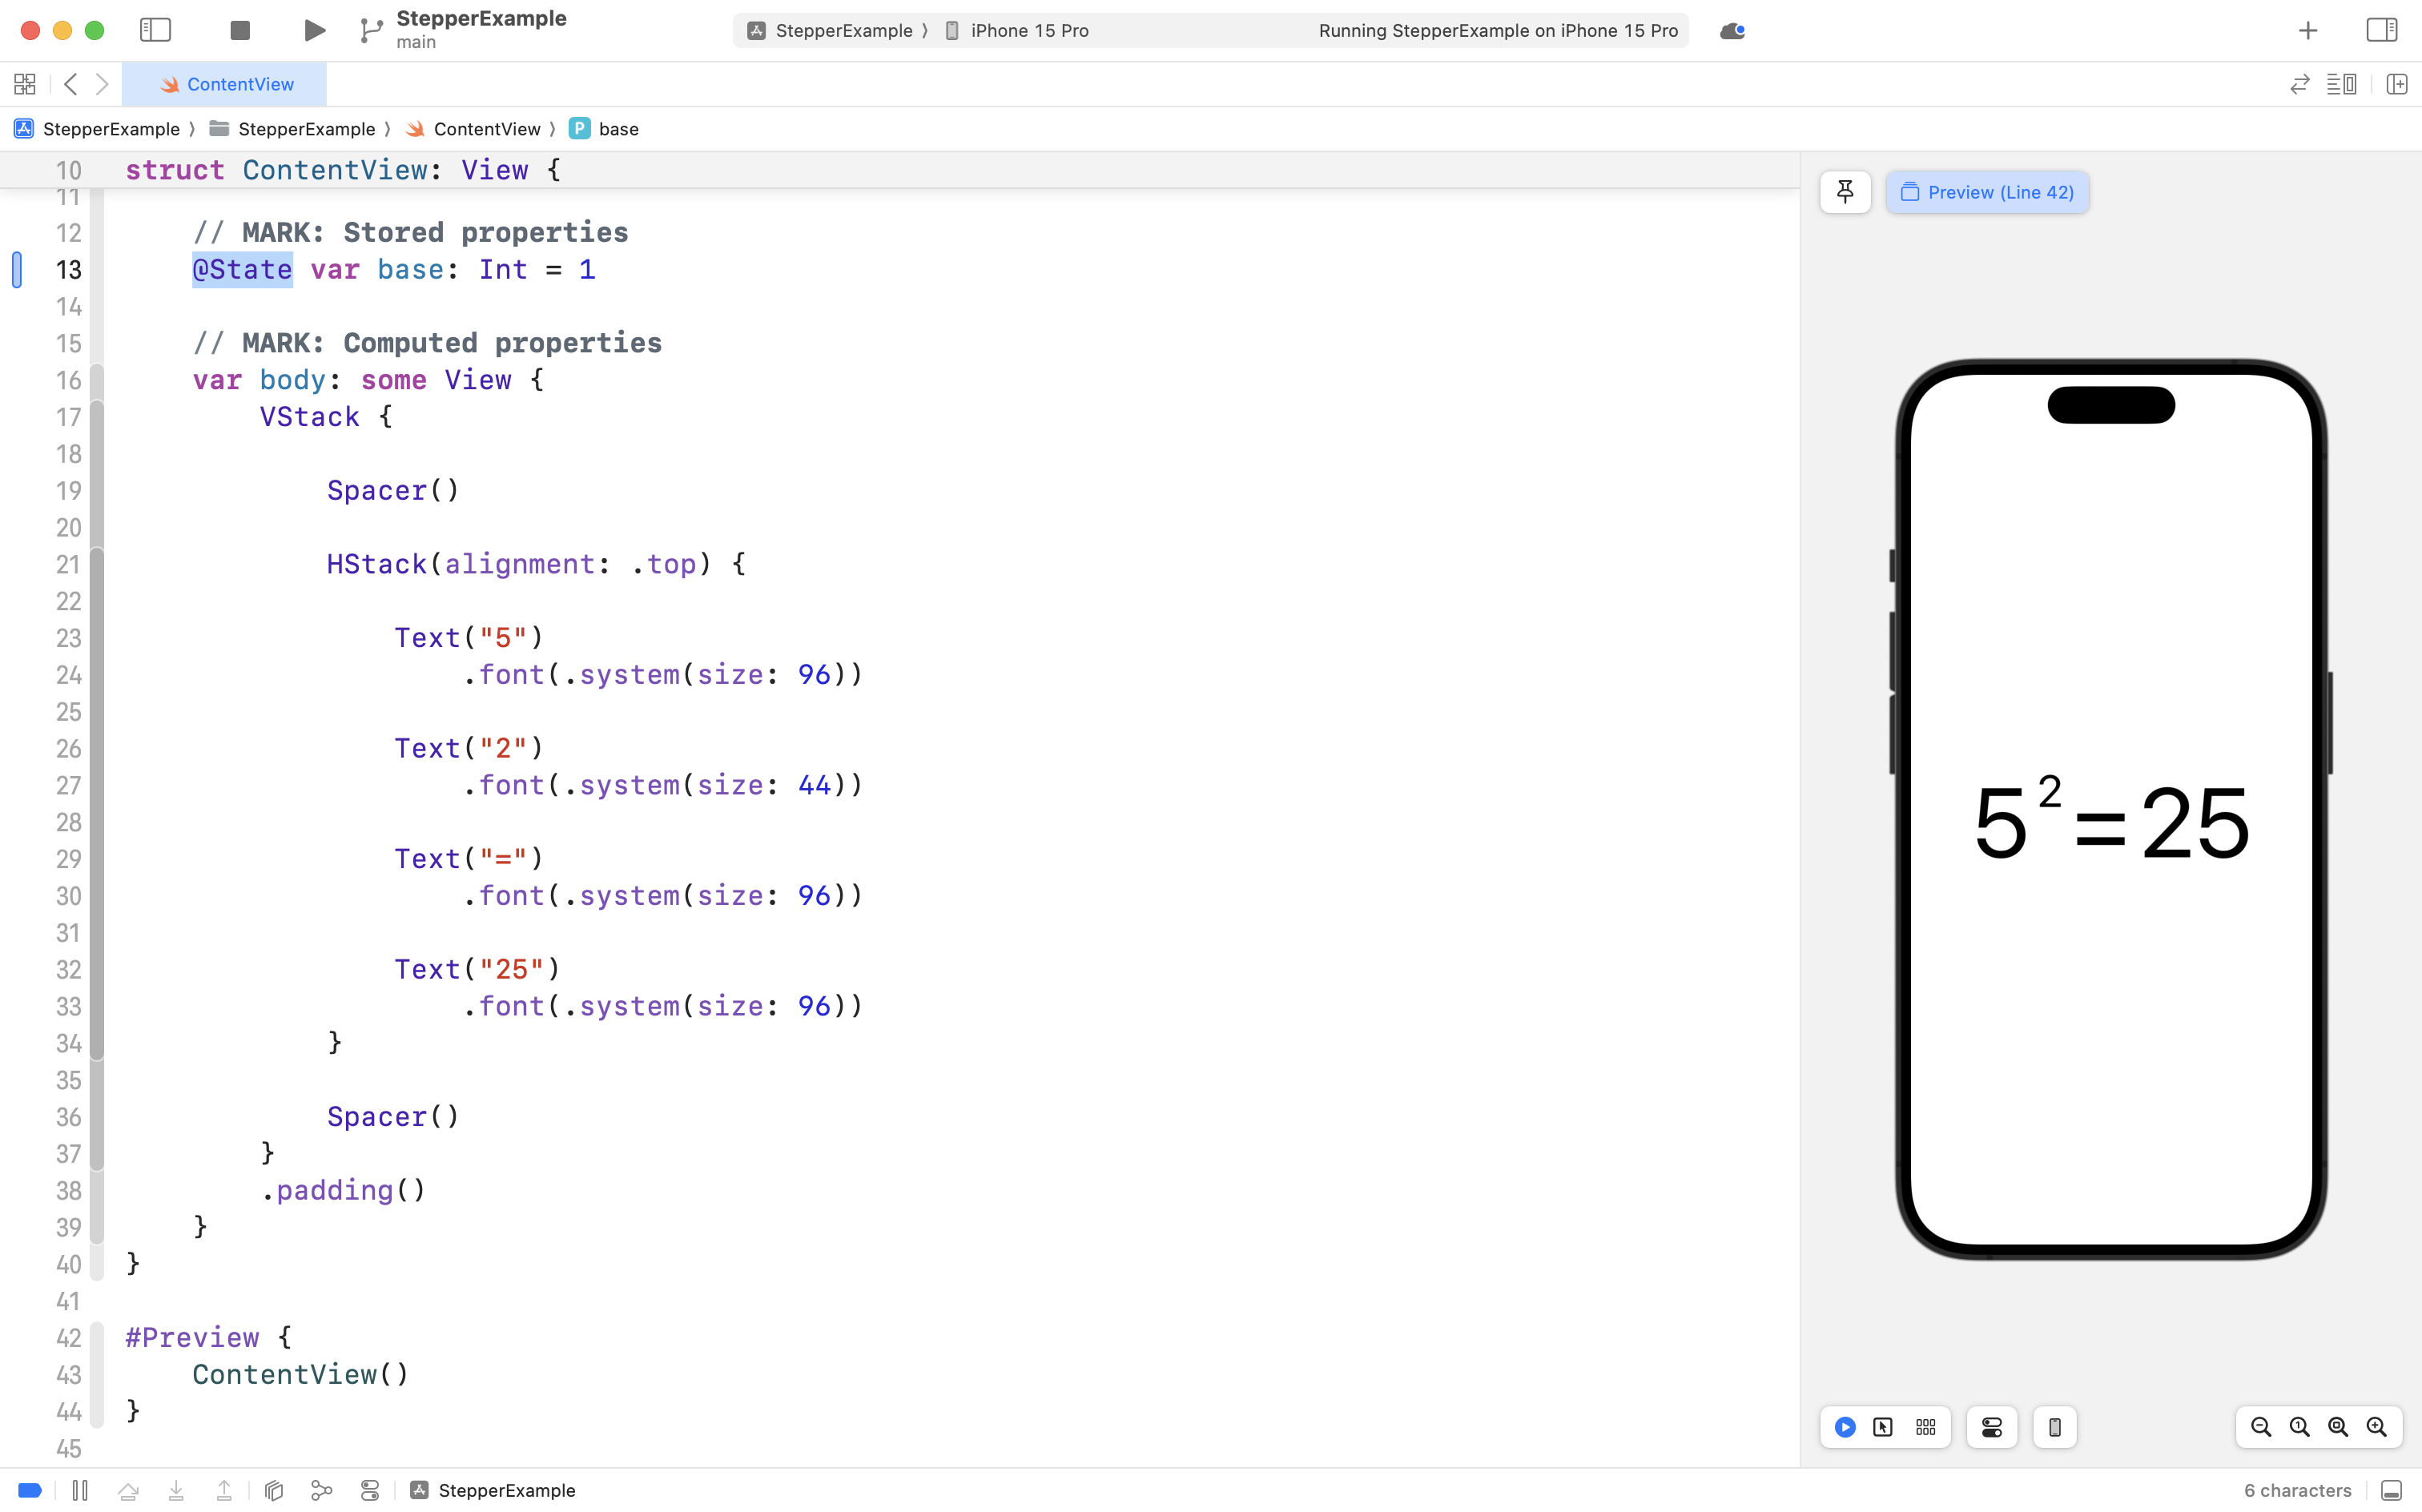 StepperExample
main
StepperExample 〉 iPhone 15 Pro
Running StepperExample on iPhone 15 Pro
ContentView
StepperExample 〉 StepperExample 〉 ContentView 〉 P base
10 struct ContentView: View {
11
12 // MARK: Stored properties
13 @State var base: Int = 1
14
15 // MARK: Computed properties
16 var body: some View {
17 VStack {
18
19 Spacer()
20
21 HStack(alignment: .top) {
22
23 Text("5")
24 .font(.system(size: 96))
25
26 Text("2")
27 .font(.system(size: 44))
28
29 Text("=")
30 .font(.system(size: 96))
31
32 Text("25")
33 .font(.system(size: 96))
34 }
35
36 Spacer()
37 }
38 .padding()
39 }
40 }
41
42 #Preview {
43 ContentView()
44 }
45
Preview (Line 42)
5²=25
StepperExample
6 characters